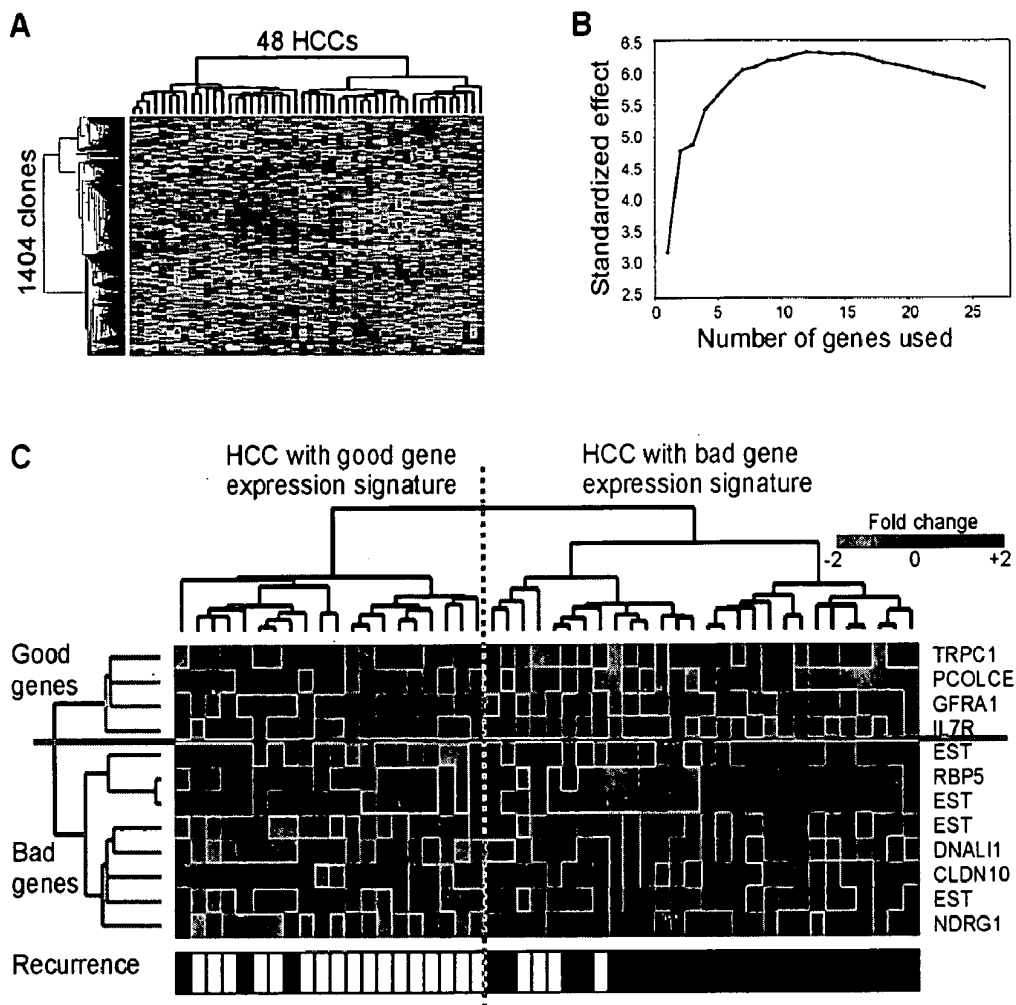 A
48 HCCs
1404 clones
B
Standardized effect
6.5
6.0
5.5
5.0
4.5
4.0
3.5
3.0
2.5
0
5
10
15
20
25
Number of genes used
C
HCC with good gene
expression signature
HCC with bad gene
expression signature
Fold change
-2
0
+2
Good
genes
Bad
genes
TRPC1
PCOLCE
GFRA1
IL7R
EST
RBP5
EST
EST
DNALI1
CLDN10
EST
NDRG1
Recurrence